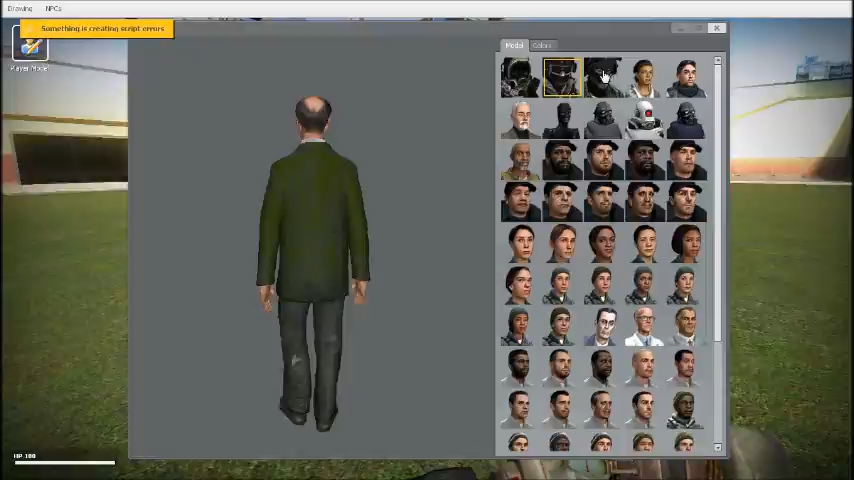 Drawing NPCs
Something is creating script errors
Player Model
Model Colors
HP 100